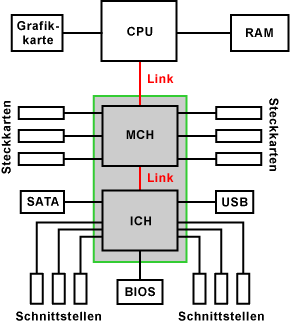 Grafik-
karte
CPU
RAM
Link
Steckkarten
MCH
Steckkarten
Link
SATA
ICH
USB
BIOS
Schnittstellen
Schnittstellen